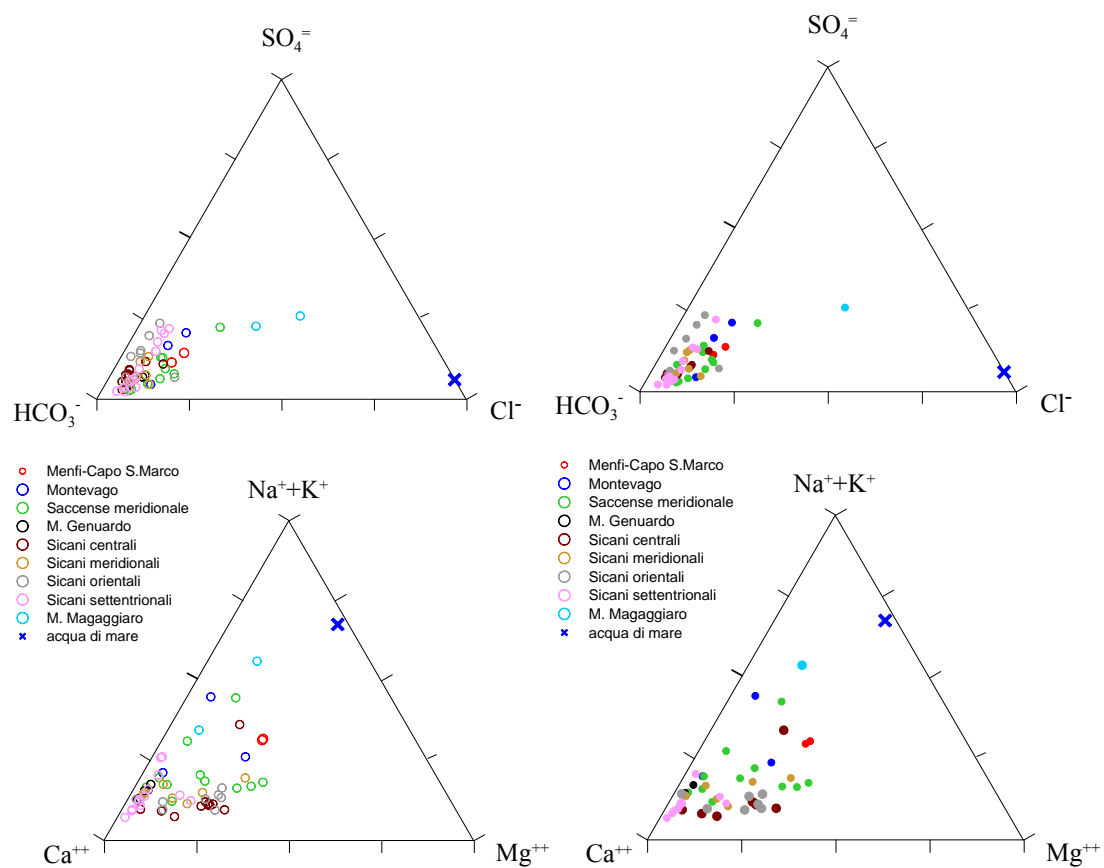 SO₄⁼
HCO₃⁻
Cl⁻
SO₄⁼
HCO₃⁻
Cl⁻
Menfi-Capo S.Marco
Montevago
Saccense meridionale
M. Genuardo
Sicani centrali
Sicani meridionali
Sicani orientali
Sicani settentrionali
M. Magaggiaro
acqua di mare
Na⁺+K⁺
Ca⁺⁺
Mg⁺⁺
Menfi-Capo S.Marco
Montevago
Saccense meridionale
M. Genuardo
Sicani centrali
Sicani meridionali
Sicani orientali
Sicani settentrionali
M. Magaggiaro
acqua di mare
Na⁺+K⁺
Ca⁺⁺
Mg⁺⁺